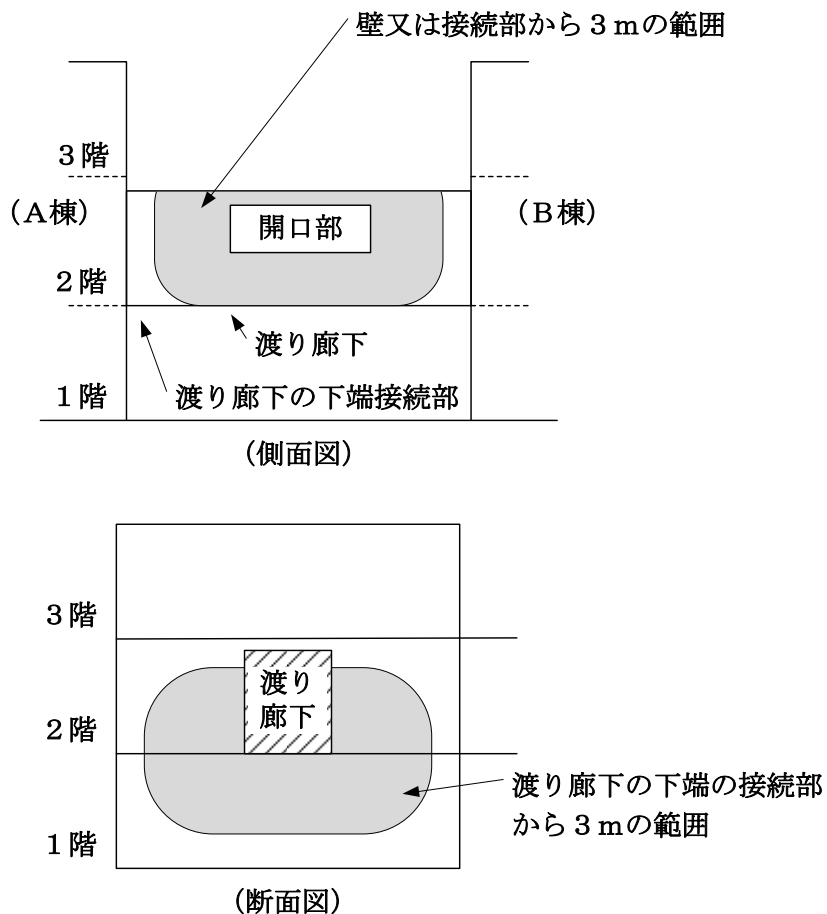 壁又は接続部から３ｍの範囲
３階
（Ａ棟）
（Ｂ棟）
開口部
２階
渡り廊下
１階
渡り廊下の下端接続部
（側面図）
３階
渡り
廊下
２階
渡り廊下の下端の接続部
から３ｍの範囲
１階
（断面図）